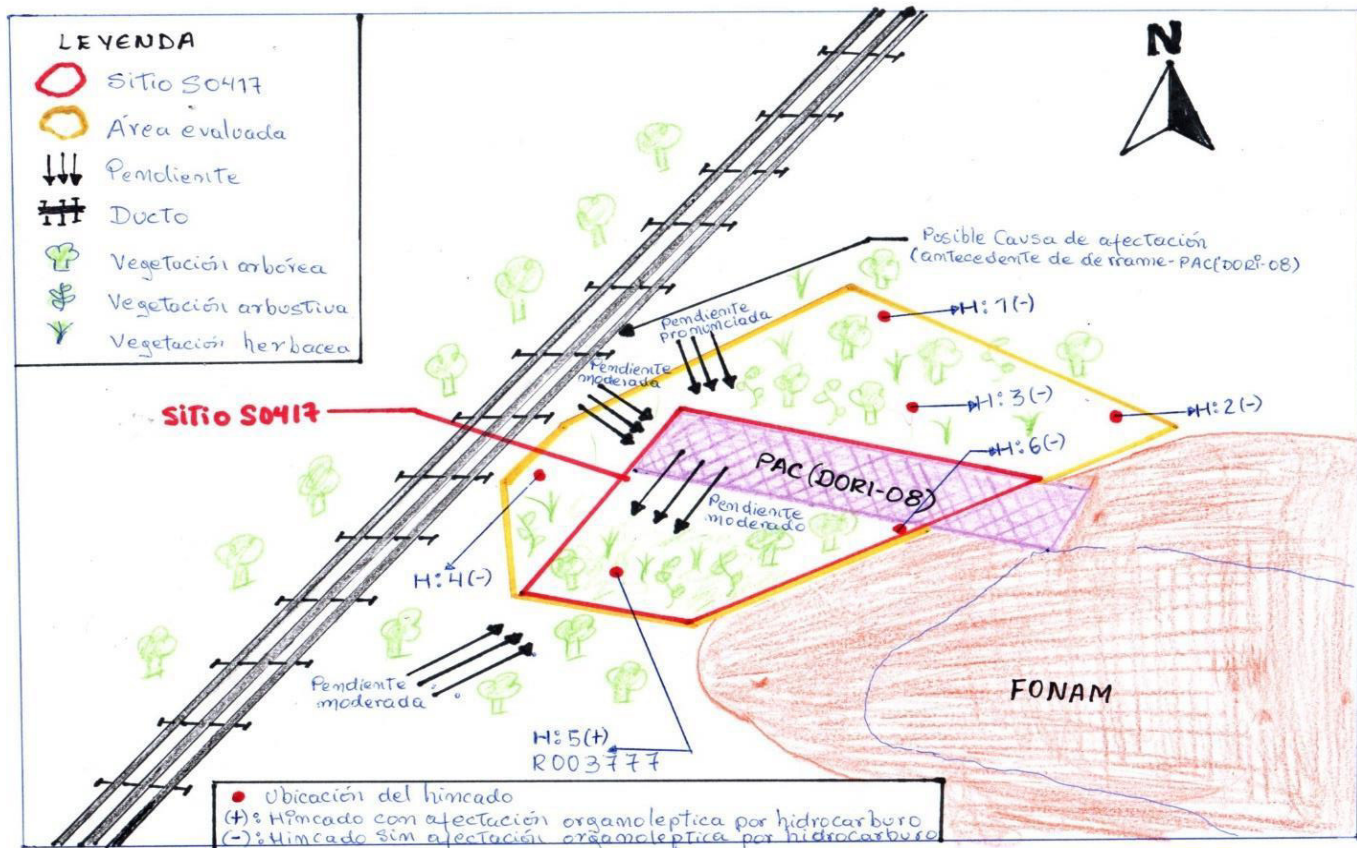 LEYENDA
Sitio S0417
Área evaluada
Pendiente
Ducto
Vegetación arbórea
Vegetación arbustiva
Vegetación herbacea
N
Posible Causa de afectación
(antecedente de derrame-PAC(DORI-08)
Pendiente
pronunciada
H:1(-)
Pendiente
moderada
H:3(-)
H:2(-)
SITIO S0417
H:6(-)
PAC (DORI-08)
Pendiente
moderado
H:4(-)
Pendiente
moderada
FONAM
H:5(+)
R003777
Ubicación del hincado
(+): Hincado con afectación organoleptica por hidrocarburo
(-): Hincado Sin afectación organoleptica por hidrocarburo